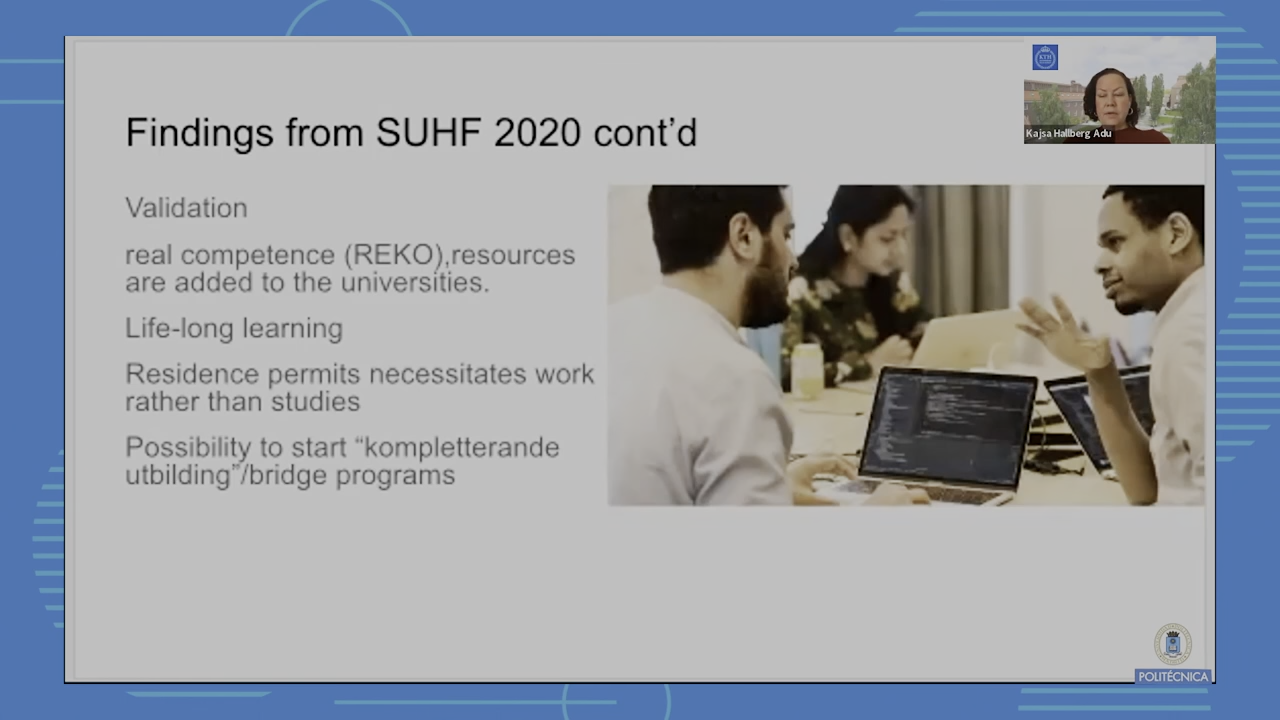 Findings from SUHF 2020 cont’d
Validation
real competence (REKO),resources
are added to the universities.
Life-long learning
Residence permits necessitates work
rather than studies
Possibility to start “kompletterande
utbilding”/bridge programs
KTH
Kajsa Hallberg Adu
POLITÉCNICA